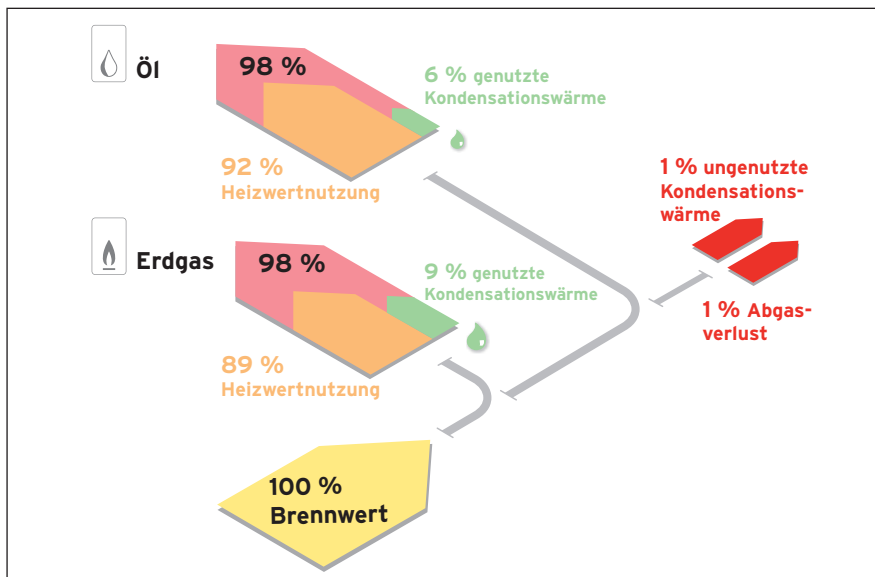 Öl
98 %
6 % genutzte
Kondensationswärme
92 %
Heizwertnutzung
1 % ungenutzte
Kondensations-
wärme
Erdgas
98 %
9 % genutzte
Kondensationswärme
1 % Abgas-
verlust
89 %
Heizwertnutzung
100 %
Brennwert